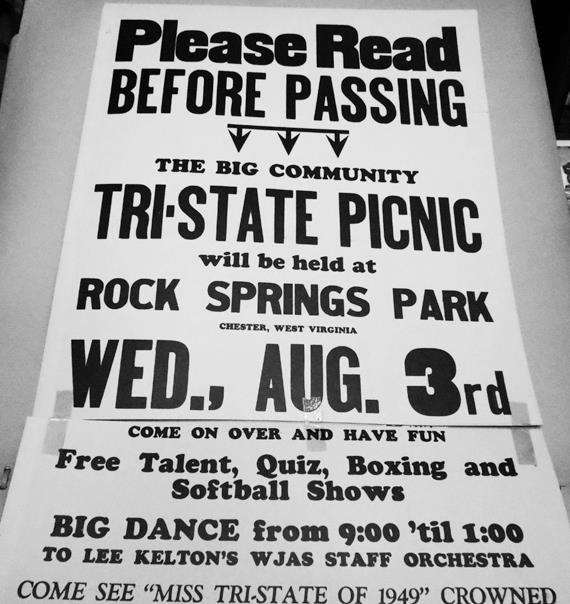 Please Read
BEFORE PASSING
THE BIG COMMUNITY
TRI-STATE PICNIC
will be held at
ROCK SPRINGS PARK
CHESTER, WEST VIRGINIA
WED., AUG. 3rd
COME ON OVER AND HAVE FUN
Free Talent, Quiz, Boxing and
Softball Shows
BIG DANCE from 9:00 'til 1:00
TO LEE KELTON'S WJAS STAFF ORCHESTRA
COME SEE "MISS TRI-STATE OF 1949" CROWNED